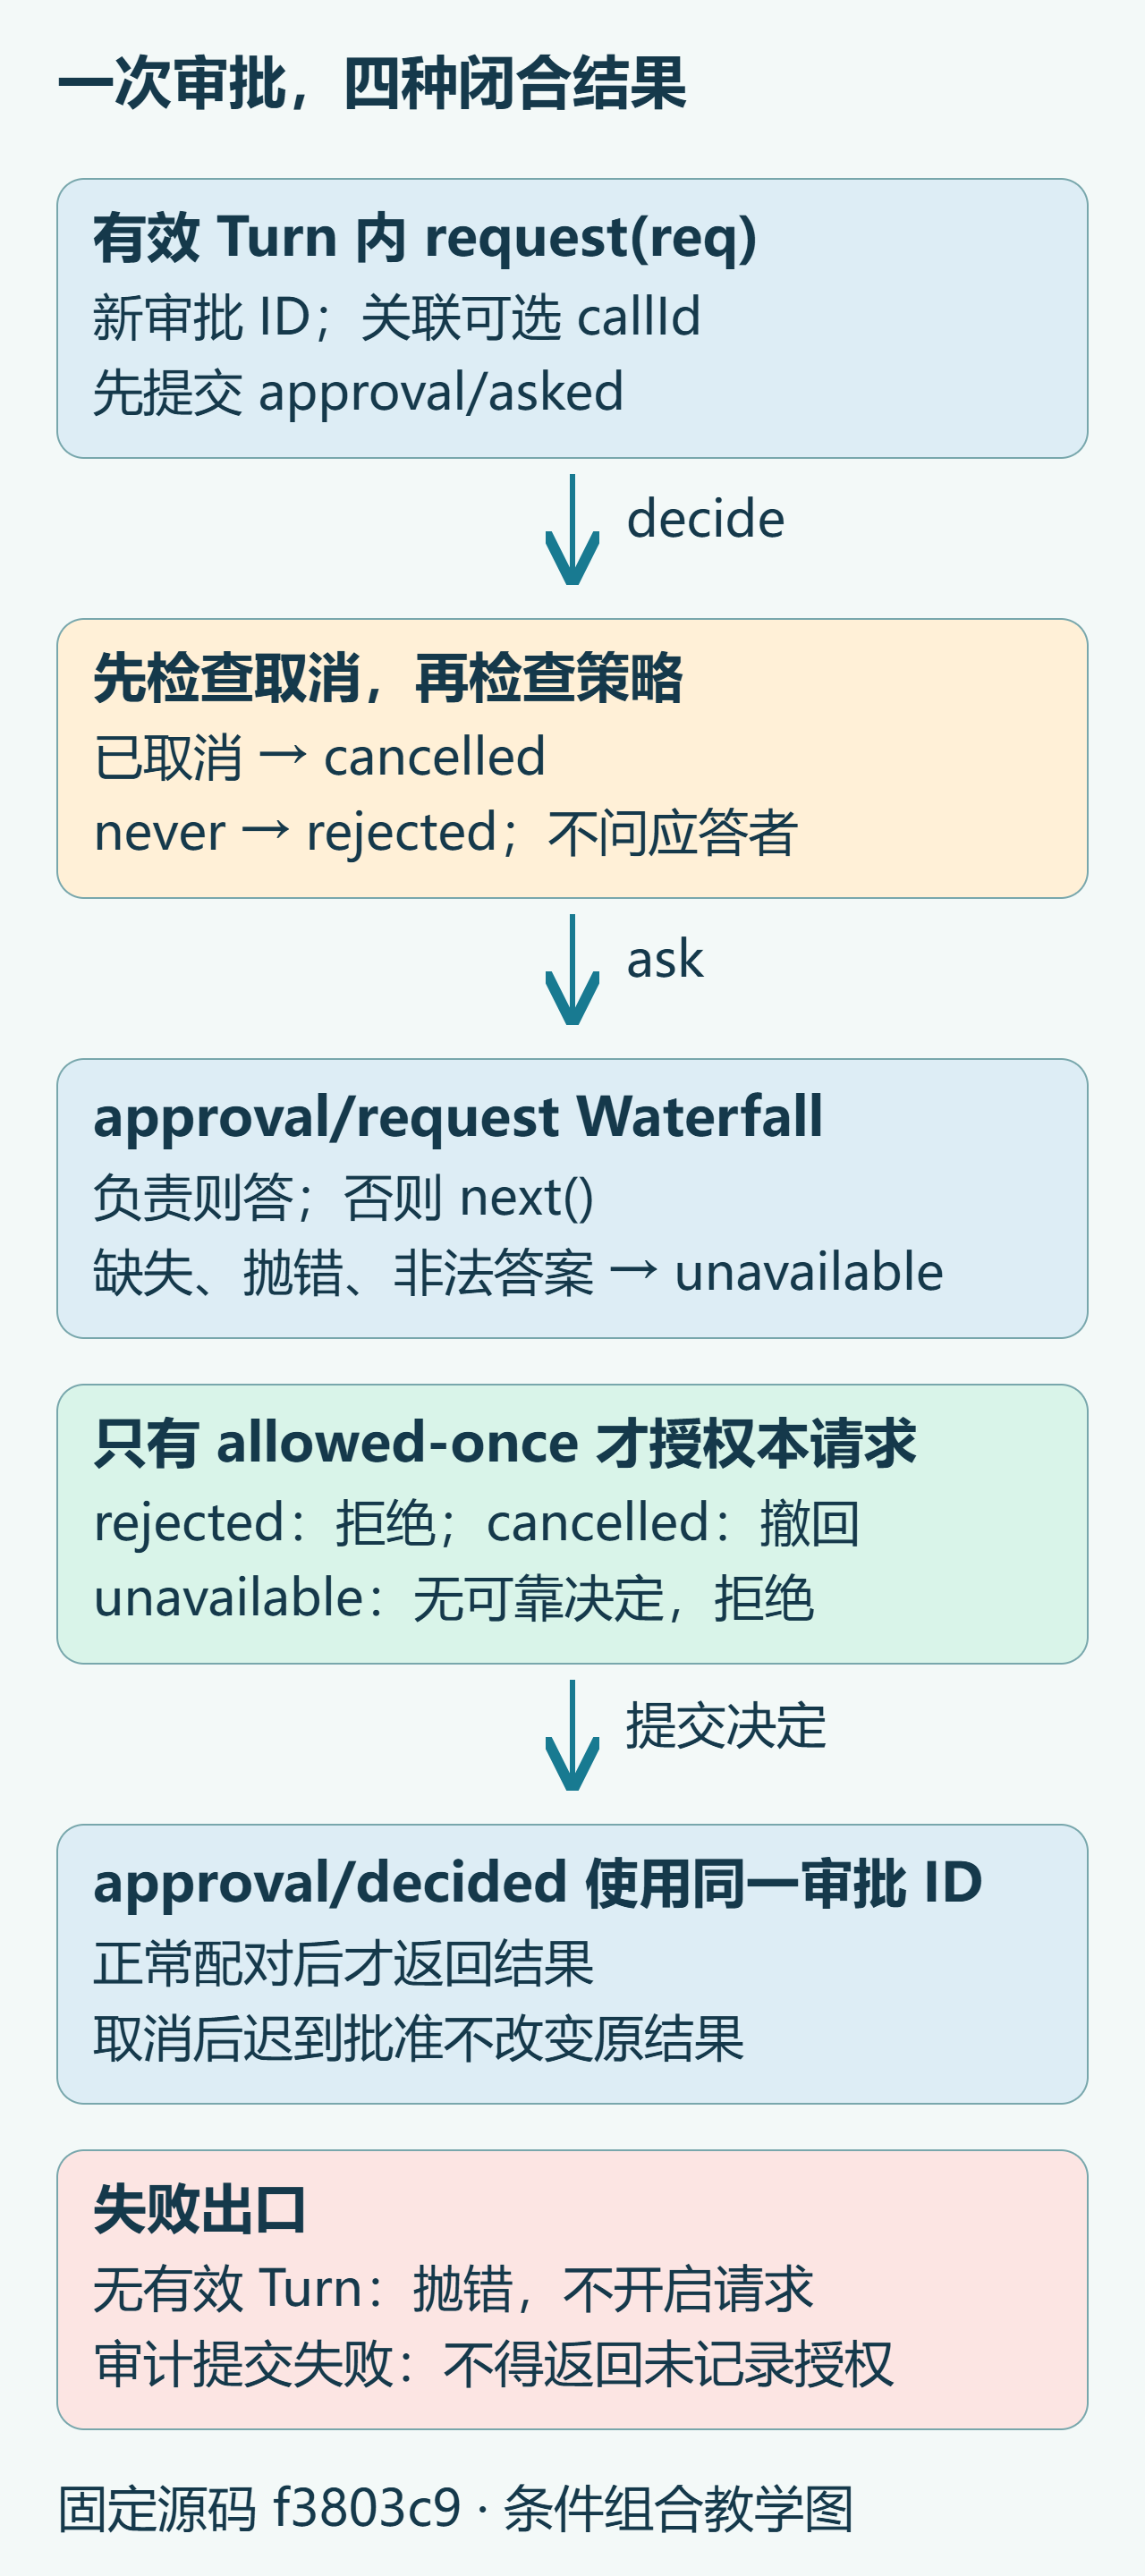 一次审批，四种闭合结果
有效 Turn 内 request(req)
新审批 ID；关联可选 callId
先提交 approval/asked
decide
先检查取消，再检查策略
已取消 → cancelled
never → rejected；不问应答者
ask
approval/request Waterfall
负责则答；否则 next()
缺失、抛错、非法答案 → unavailable
只有 allowed-once 才授权本请求
rejected：拒绝；cancelled：撤回
unavailable：无可靠决定，拒绝
提交决定
approval/decided 使用同一审批 ID
正常配对后才返回结果
取消后迟到批准不改变原结果
失败出口
无有效 Turn：抛错，不开启请求
审计提交失败：不得返回未记录授权
固定源码 f3803c9 · 条件组合教学图